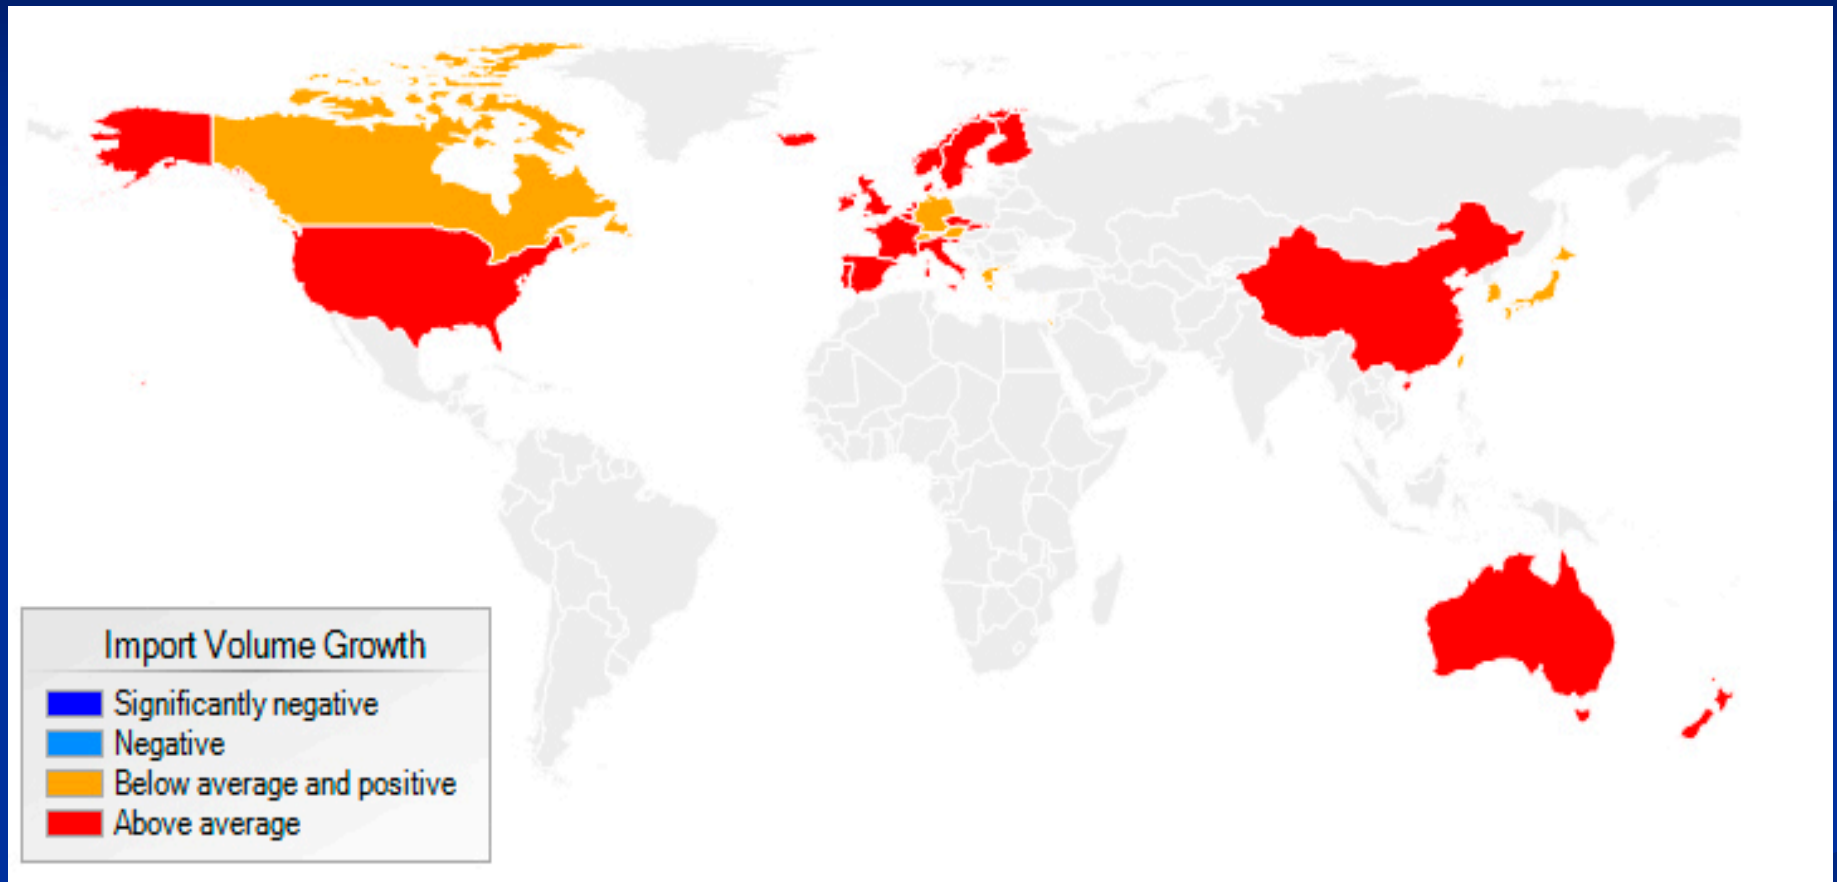 Import Volume Growth
Significantly negative
Negative
Below average and positive
Above average